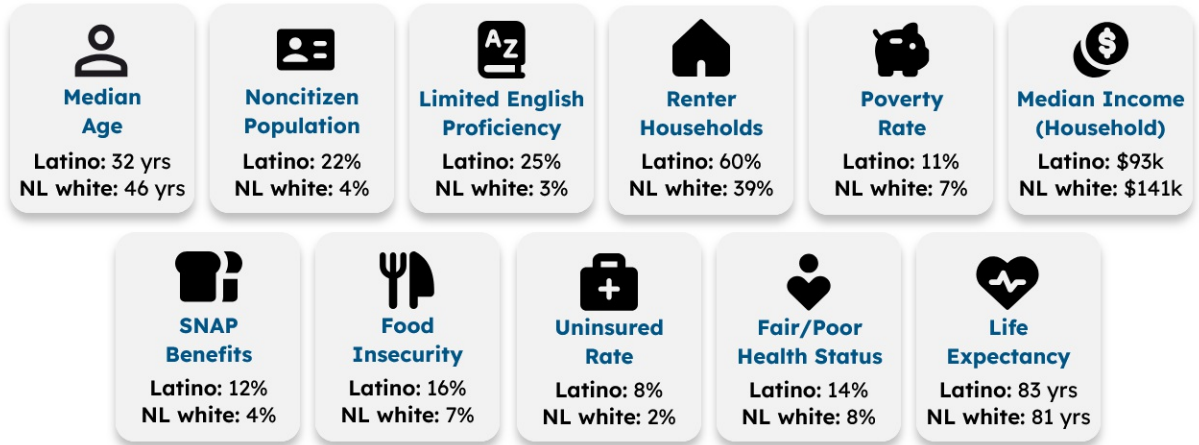 A Z
$
Median
Age
Latino: 32 yrs
NL white: 46 yrs
Noncitizen
Population
Latino: 22%
NL white: 4%
Limited English
Proficiency
Latino: 25%
NL white: 3%
Renter
Households
Latino: 60%
NL white: 39%
Poverty
Rate
Latino: 11%
NL white: 7%
Median Income
(Household)
Latino: $93k
NL white: $141k
SNAP
Benefits
Latino: 12%
NL white: 4%
Food
Insecurity
Latino: 16%
NL white: 7%
Uninsured
Rate
Latino: 8%
NL white: 2%
Fair/Poor
Health Status
Latino: 14%
NL white: 8%
Life
Expectancy
Latino: 83 yrs
NL white: 81 yrs